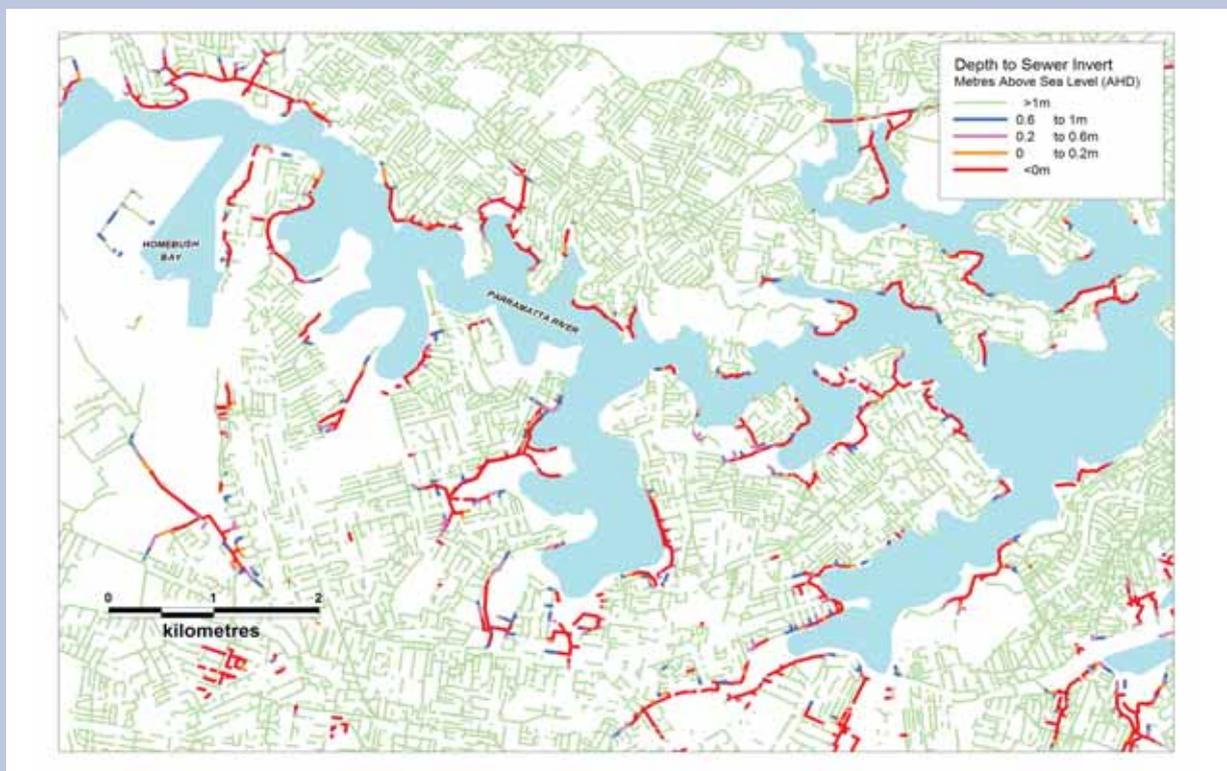 Depth to Sewer Invert
Metres Above Sea Level (AHD)
>1m
0.6 to 1m
0.2 to 0.6m
0 to 0.2m
<0m
HOMEBUSH
BAY
PARRAMATTA RIVER
0 1 2
kilometres